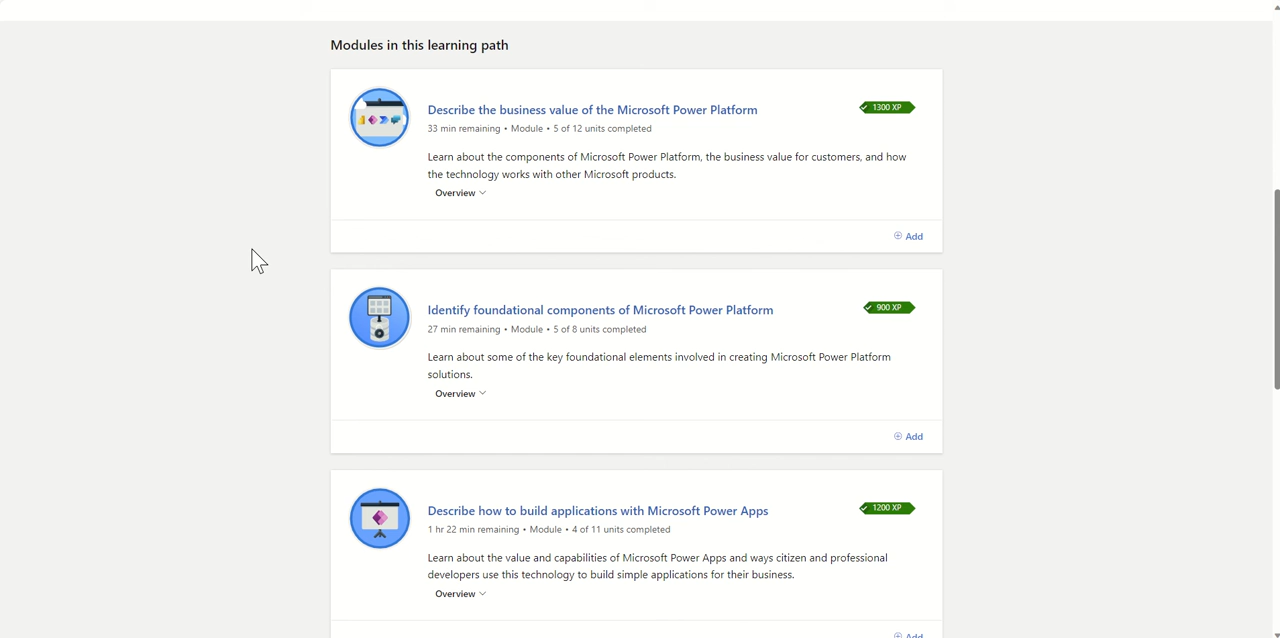 Modules in this learning path
Describe the business value of the Microsoft Power Platform
1300 XP
33 min remaining • Module • 5 of 12 units completed
Learn about the components of Microsoft Power Platform, the business value for customers, and how
the technology works with other Microsoft products.
Overview
Add
Identify foundational components of Microsoft Power Platform
900 XP
27 min remaining • Module • 5 of 8 units completed
Learn about some of the key foundational elements involved in creating Microsoft Power Platform
solutions.
Overview
Add
Describe how to build applications with Microsoft Power Apps
1200 XP
1 hr 22 min remaining • Module • 4 of 11 units completed
Learn about the value and capabilities of Microsoft Power Apps and ways citizen and professional
developers use this technology to build simple applications for their business.
Overview
Add